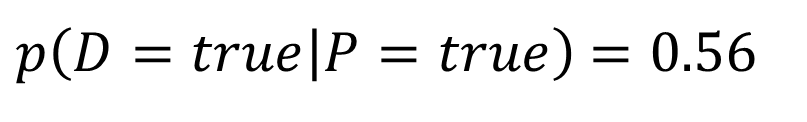 p(D = true|P = true) = 0.56